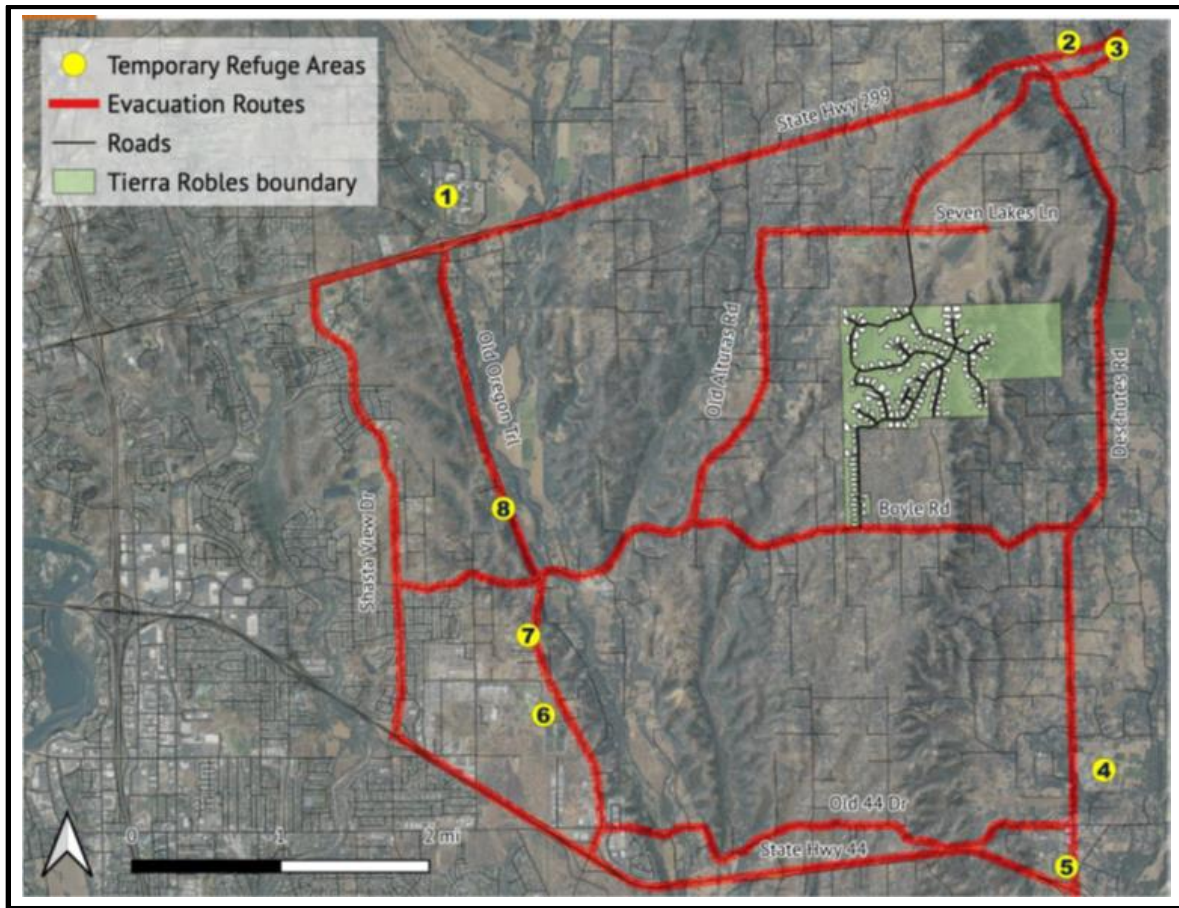 Temporary Refuge Areas
Evacuation Routes
Roads
Tierra Robles boundary
2
3
State Hwy 299
1
Seven Lakes Ln
Old Oregon Trl
Old Alturas Rd
Deschutes Rd
8
Boyle Rd
Shasta View Dr
7
6
4
Old 44 Dr
0 1 2 mi
State Hwy 44
5